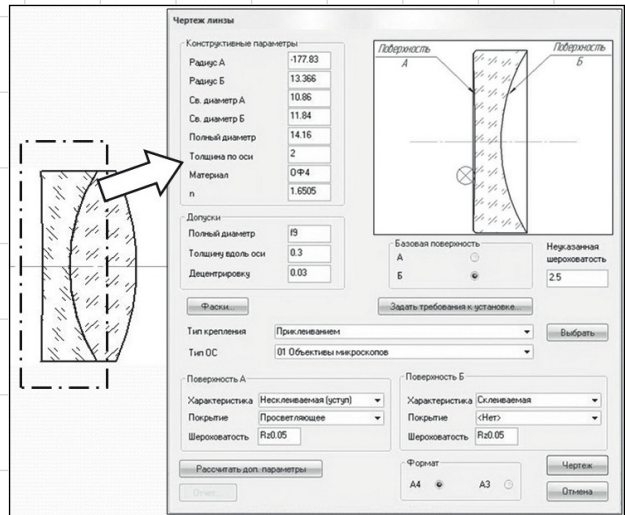 Чертеж линзы
Конструктивные параметры
Радиус А -177.83
Радиус Б 13.366
Св. диаметр А 10.86
Св. диаметр Б 11.84
Полный диаметр 14.16
Толщина по оси 2
Материал ОФ4
n 1.6505
Поверхность А
Поверхность Б
Допуски
Полный диаметр f9
Толщину вдоль оси 0.3
Децентрировку 0.03
Базовая поверхность
А
Б
Неуказанная
шероховатость
2.5
Фаски...
Задать требования к установке...
Тип крепления Приклеиванием Выбрать
Тип ОС 01 Объективы микроскопов
Поверхность А
Характеристика Несклеиваемая (уступ)
Покрытие Просветляющее
Шероховатость Rz0.05
Поверхность Б
Характеристика Склеиваемая
Покрытие <Нет>
Шероховатость Rz0.05
Рассчитать доп. параметры
Отчет...
Формат
А4 А3
Чертеж
Отмена